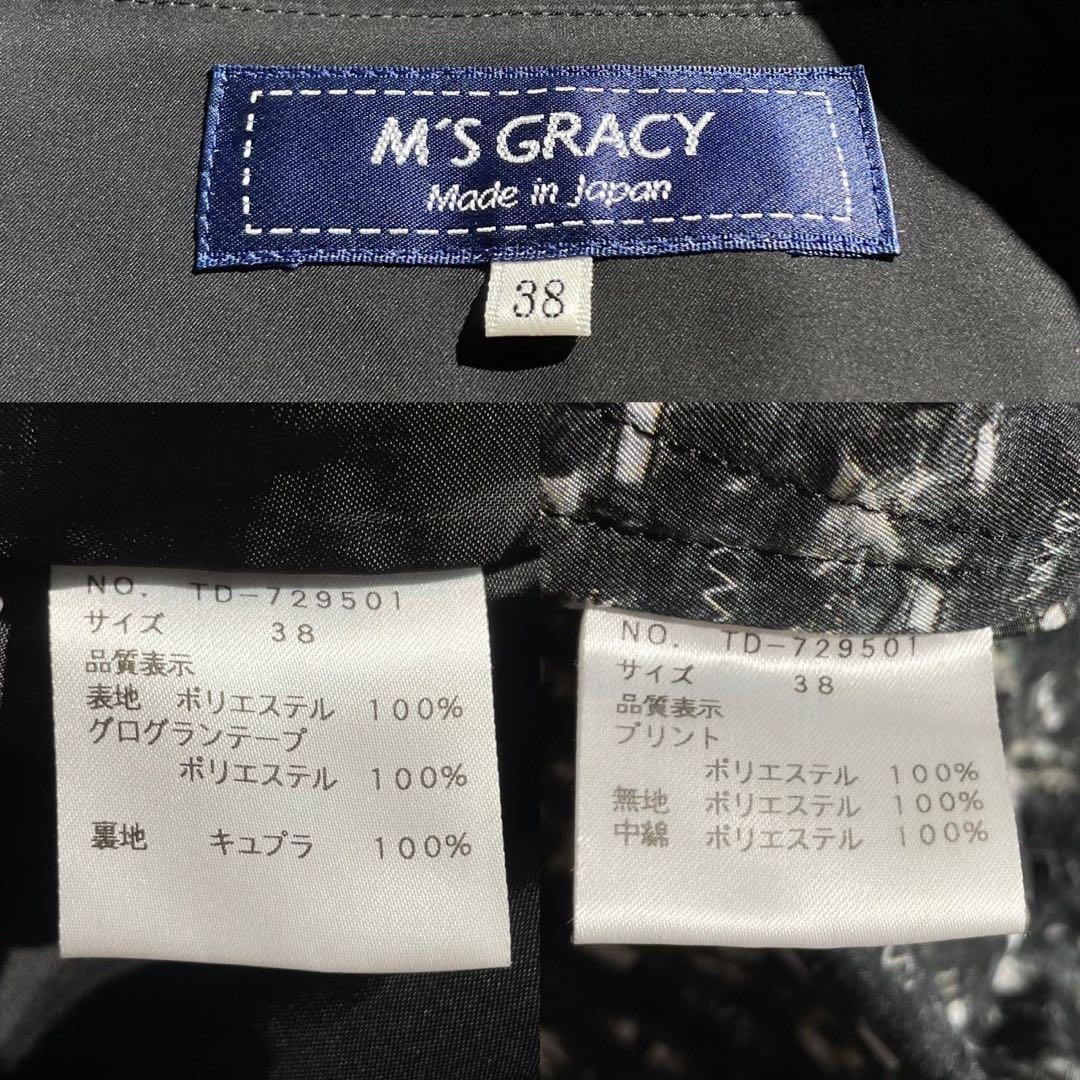 M'S GRACY
Made in Japan
38
NO. TD-729501
サイズ 38
品質表示
表地 ポリエステル 100%
グログランテープ
ポリエステル 100%
裏地 キュプラ 100%
NO. TD-729501
サイズ 38
品質表示
プリント
ポリエステル 100%
無地 ポリエステル 100%
中綿 ポリエステル 100%